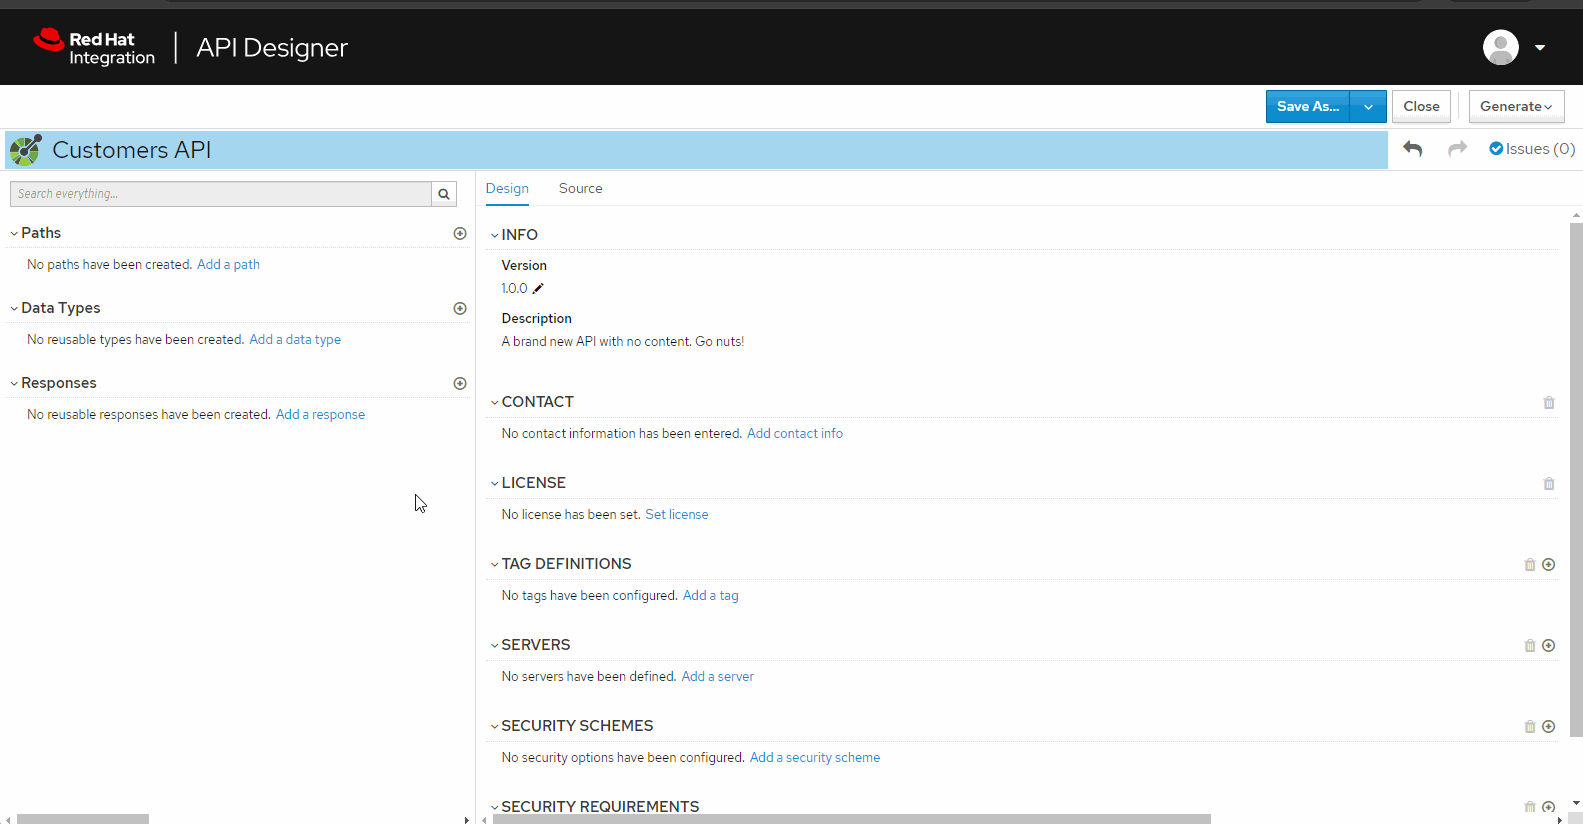 Red Hat
Integration
API Designer
Save As...
Close
Generate
Customers API
Issues (0)
Search everything...
Design
Source
Paths
No paths have been created. Add a path
Data Types
No reusable types have been created. Add a data type
Responses
No reusable responses have been created. Add a response
INFO
Version
1.0.0
Description
A brand new API with no content. Go nuts!
CONTACT
No contact information has been entered. Add contact info
LICENSE
No license has been set. Set license
TAG DEFINITIONS
No tags have been configured. Add a tag
SERVERS
No servers have been defined. Add a server
SECURITY SCHEMES
No security options have been configured. Add a security scheme
SECURITY REQUIREMENTS